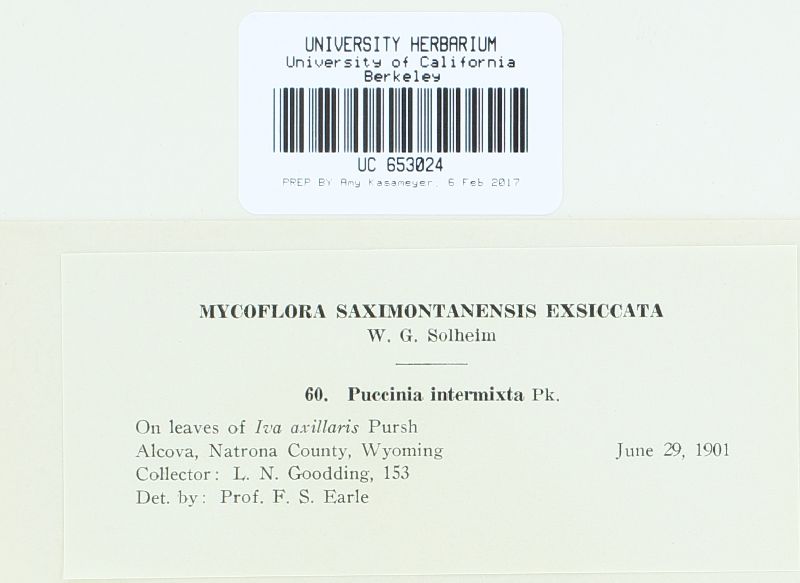 UNIVERSITY HERBARIUM
University of California
Berkeley
UC 653024
PREP BY Amy Kasameyer, 6 Feb 2017
MYCOFLORA SAXIMONTANENSIS EXSICCATA
W. G. Solheim
60. Puccinia intermixta Pk.
On leaves of Iva axillaris Pursh
Alcova, Natrona County, Wyoming June 29, 1901
Collector: L. N. Goodding, 153
Det. by: Prof. F. S. Earle